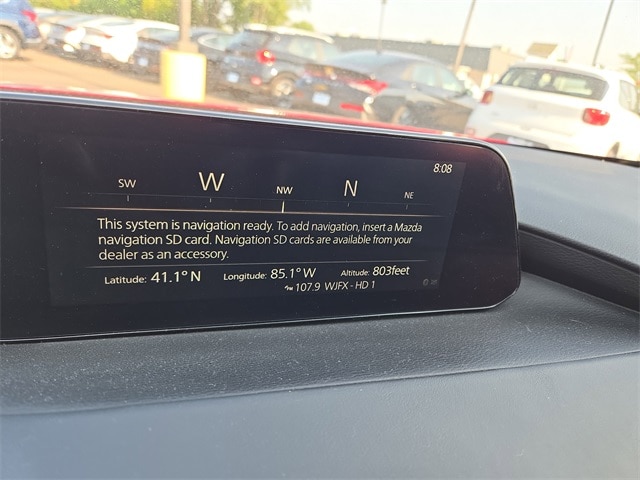 8:08
SW W NW N NE
This system is navigation ready. To add navigation, insert a Mazda
navigation SD card. Navigation SD cards are available from your
dealer as an accessory.
Latitude: 41.1° N Longitude: 85.1° W Altitude: 803feet
107.9 WJFX - HD 1